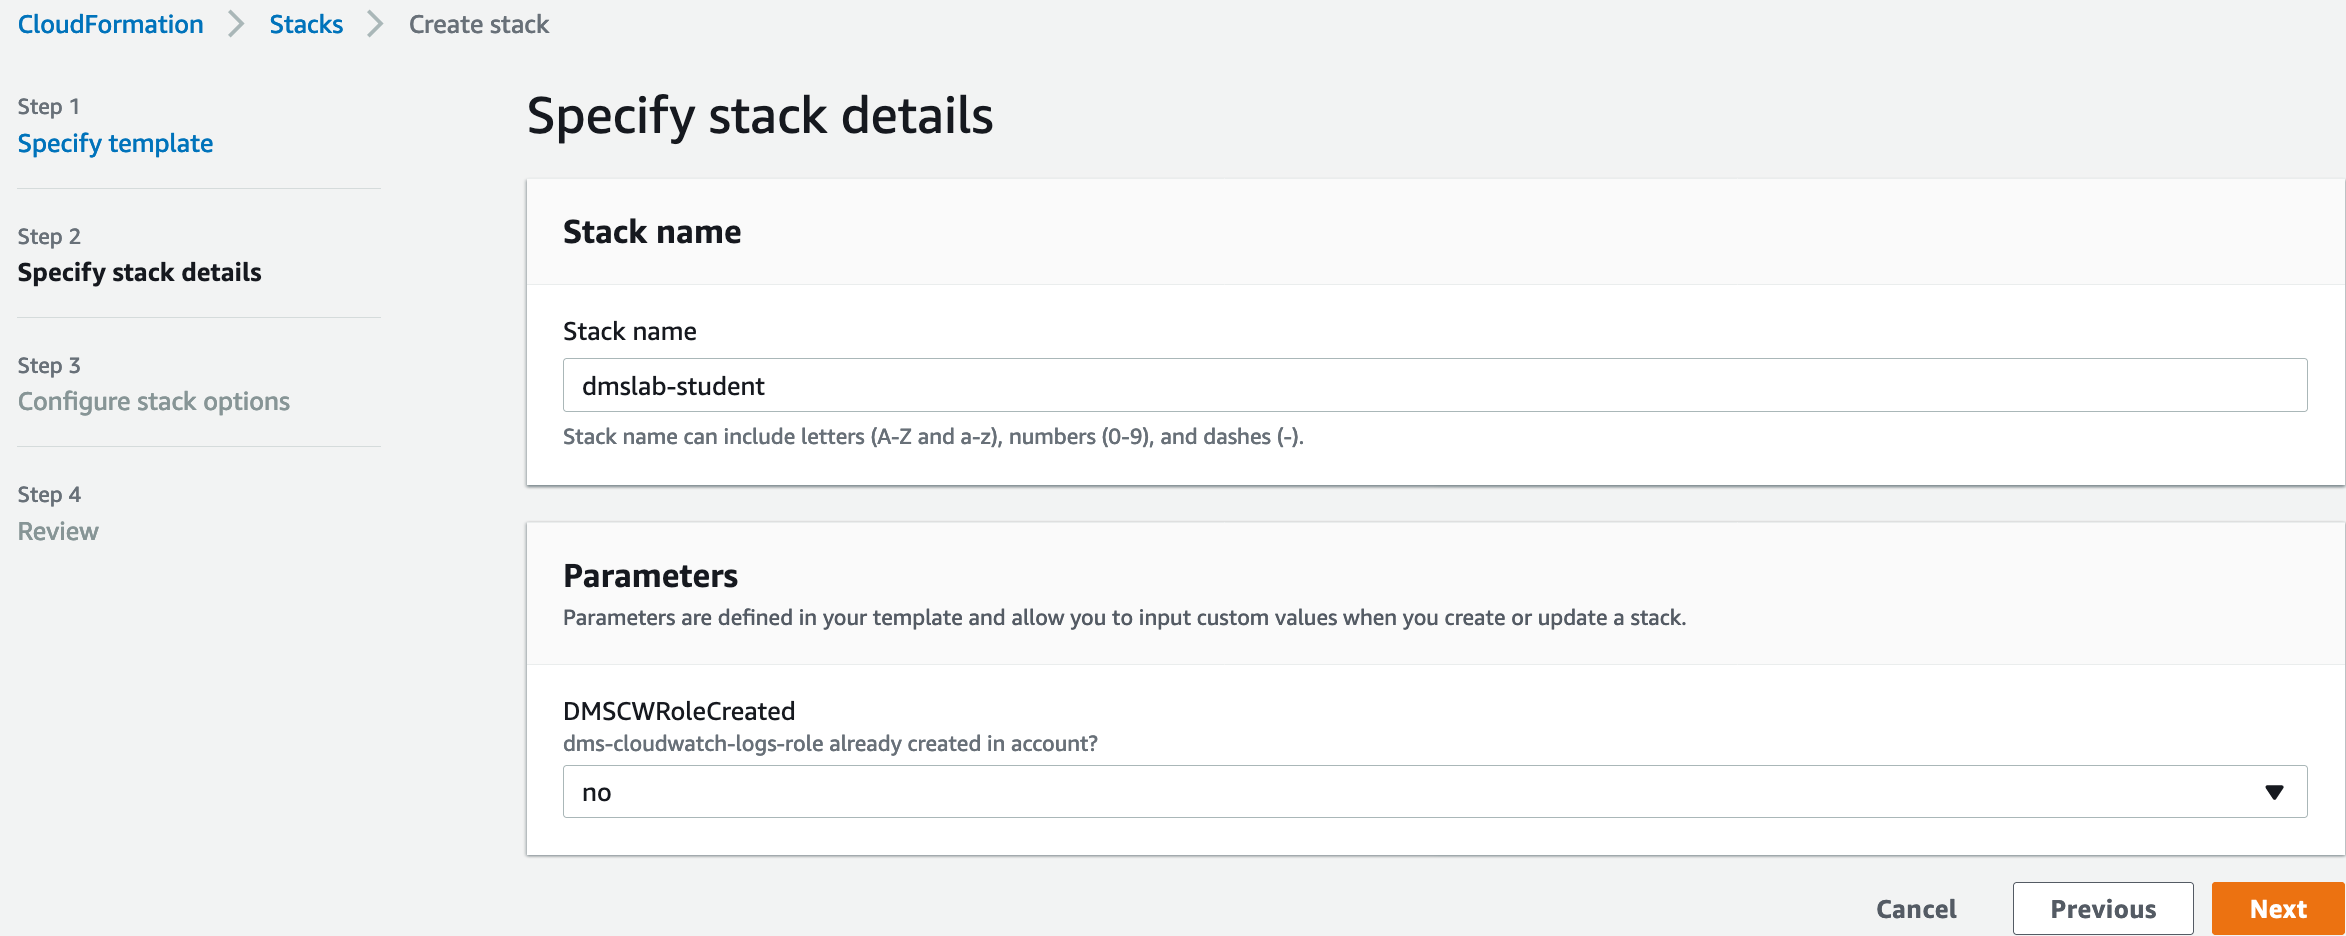 CloudFormation > Stacks > Create stack
Step 1
Specify template
Step 2
Specify stack details
Step 3
Configure stack options
Step 4
Review
Specify stack details
Stack name
Stack name
dmslab-student
Stack name can include letters (A-Z and a-z), numbers (0-9), and dashes (-).
Parameters
Parameters are defined in your template and allow you to input custom values when you create or update a stack.
DMSCWRoleCreated
dms-cloudwatch-logs-role already created in account?
no
Cancel Previous Next